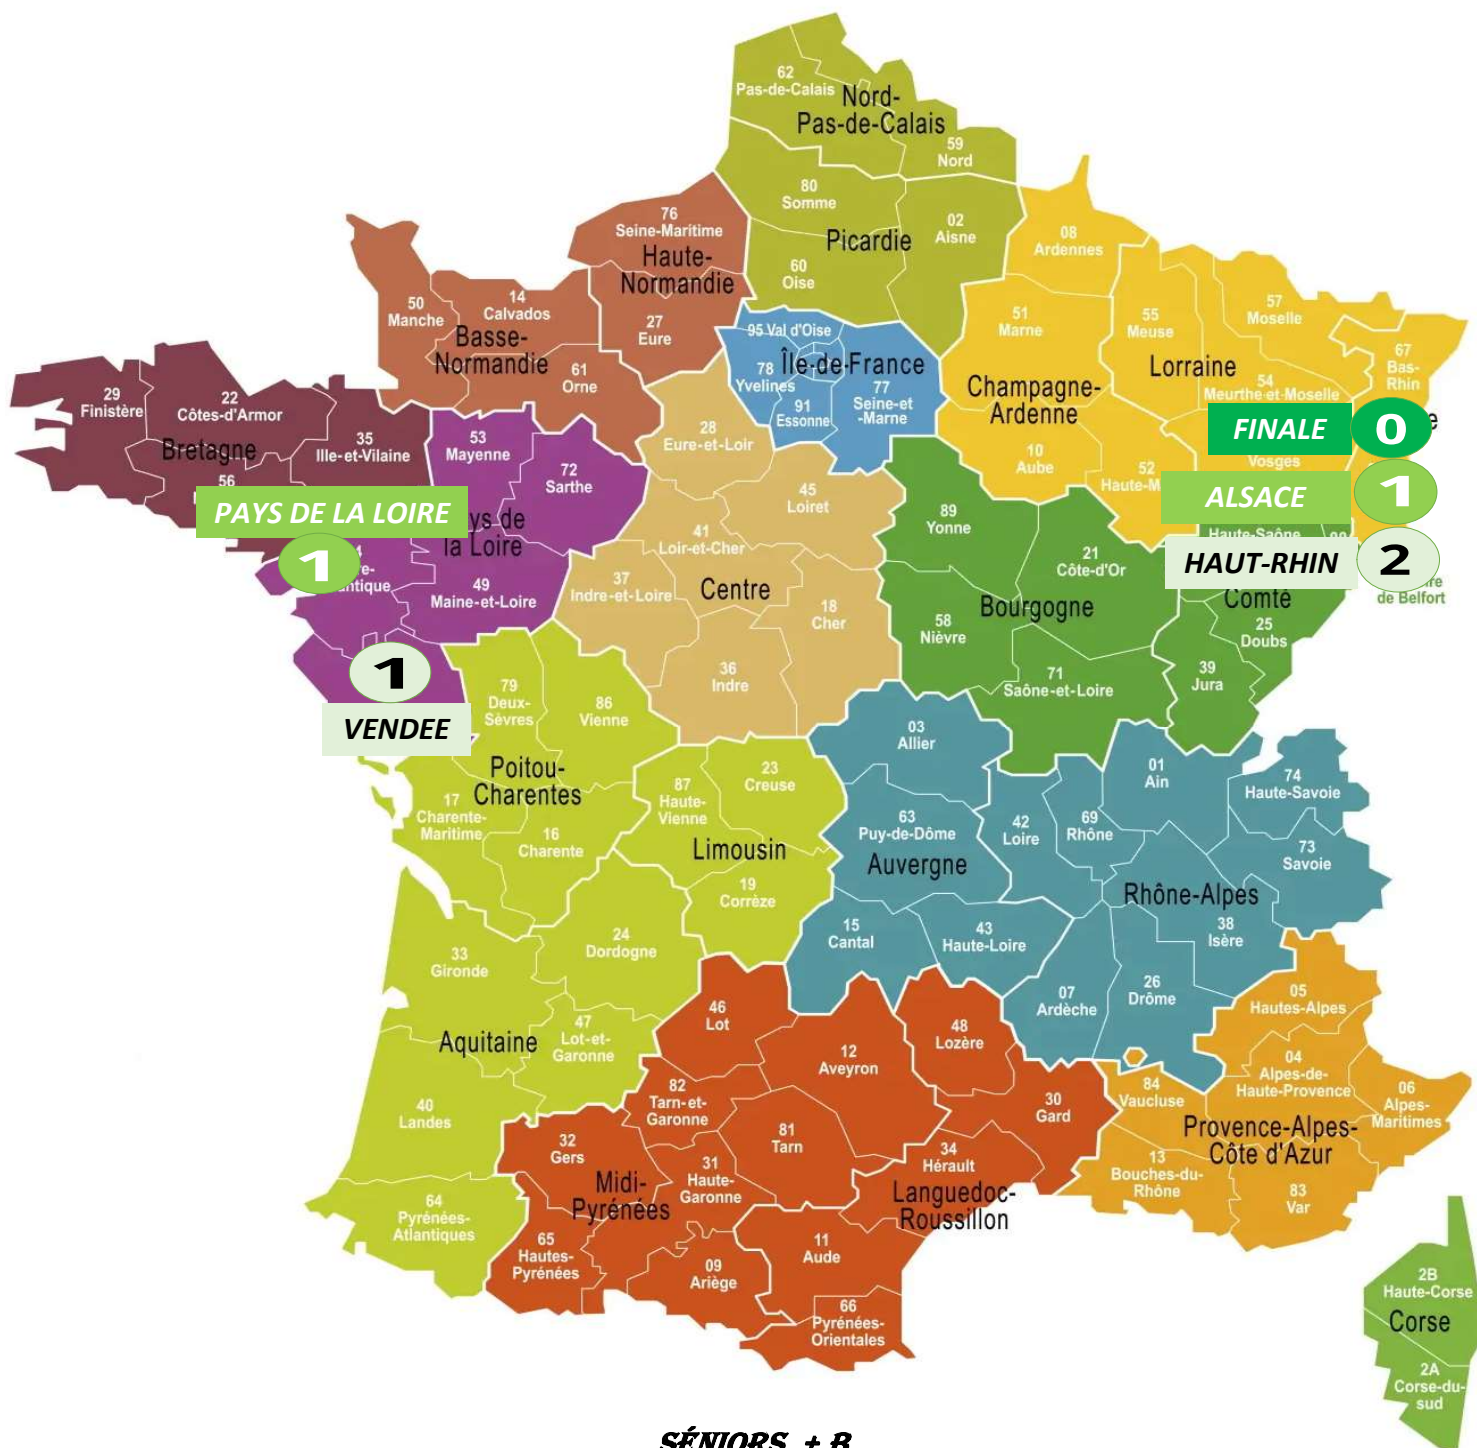 62
Pas-de-Calais
Nord-
Pas-de-Calais
59
Nord
80
Somme
02
Aisne
Picardie
60
Oise
76
Seine-Maritime
Haute-
Normandie
27
Eure
50
Manche
14
Calvados
Basse-
Normandie
61
Orne
08
Ardennes
51
Marne
55
Meuse
57
Moselle
Lorraine
54
Meurthe-et-Moselle
67
Bas-
Rhin
Champagne-
Ardenne
10
Aube
52
Haute-M
95 Val d'Oise
Île-de-France
78
Yvelines
91
Essonne
77
Seine-et
-Marne
29
Finistère
22
Côtes-d'Armor
Bretagne
35
Ille-et-Vilaine
56
53
Mayenne
72
Sarthe
FINALE 0
e
Vosges
ALSACE 1
Haute-Saône
HAUT-RHIN 2
ire
de Belfort
PAYS DE LA LOIRE
1
ys de
la Loire
4
re-
antique
49
Maine-et-Loire
1
VENDEE
28
Eure-et-Loir
45
Loiret
41
Loir-et-Cher
37
Indre-et-Loire
Centre
18
Cher
36
Indre
89
Yonne
21
Côte-d'Or
Bourgogne
58
Nièvre
71
Saône-et-Loire
Comté
25
Doubs
39
Jura
79
Deux-
Sèvres
86
Vienne
Poitou-
Charentes
17
Charente-
Maritime
16
Charente
87
Haute-
Vienne
23
Creuse
Limousin
19
Corrèze
03
Allier
63
Puy-de-Dôme
Auvergne
15
Cantal
43
Haute-Loire
42
Loire
69
Rhône
01
Ain
74
Haute-Savoie
73
Savoie
Rhône-Alpes
38
Isère
07
Ardèche
26
Drôme
33
Gironde
24
Dordogne
Aquitaine
47
Lot-et-
Garonne
40
Landes
64
Pyrénées-
Atlantiques
46
Lot
12
Aveyron
82
Tarn-et-
Garonne
81
Tarn
32
Gers
31
Haute-
Garonne
Midi-
Pyrénées
65
Hautes-
Pyrénées
09
Ariège
48
Lozère
30
Gard
34
Hérault
Languedoc-
Roussillon
11
Aude
66
Pyrénées-
Orientales
05
Hautes-Alpes
04
Alpes-de-
Haute-Provence
06
Alpes-
Maritimes
84
Vaucluse
Provence-Alpes-
Côte d'Azur
13
Bouches-du-
Rhône
83
Var
2B
Haute-Corse
Corse
2A
Corse-du-
sud
SÉNIORS + B